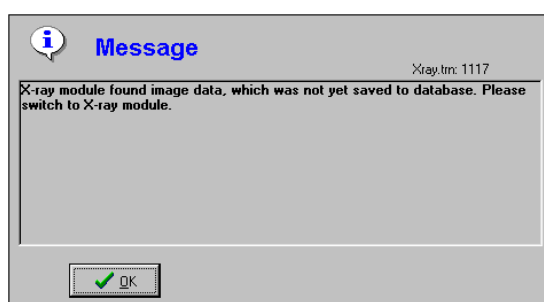 Message
Xray.trn: 1117
X-ray module found image data, which was not yet saved to database. Please
switch to X-ray module.
OK